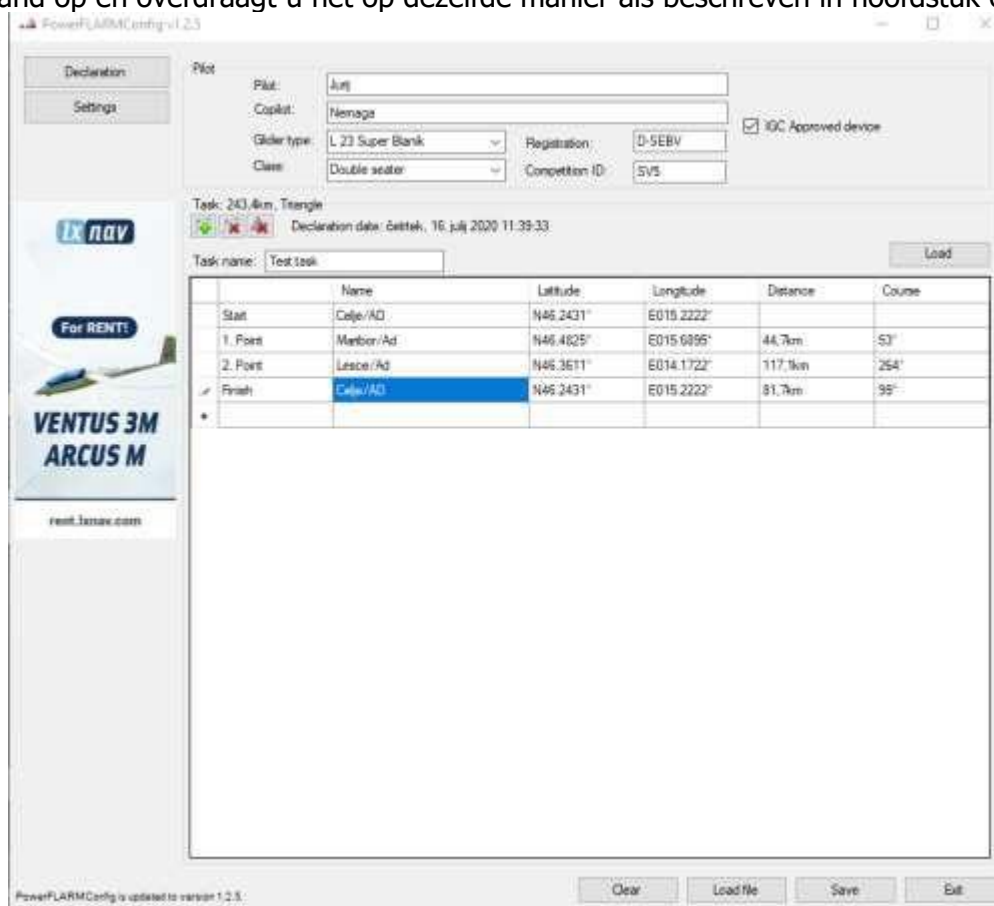 and op en overdraagt u het op dezelfde manier als beschreven in hoofdstuk
PowerFLARMConfig-v1.2.5
Declaration
Settings
Pilot
Pilot:
Copilot: Nemaga
Glider type: L 23 Super Blanik Registration: D-SEBV
Class: Double seater Competition ID: SV5
IGC Approved device
Task: 243.4km, Triangle
Declaration date: četrtek, 16. julij 2020 11:39:33
Load
Task name: Test task
Name Latitude Longitude Distance Course
Start Celje/AD N46.2431° E015.2222°
1. Point Maribor/Ad N46.4825° E015.6895° 44,7km 53°
2. Point Lesce/Ad N46.3611° E014.1722° 117,1km 264°
Finish Celje/AD N46.2431° E015.2222° 81,7km 99°
lx nav
For RENT!
VENTUS 3M
ARCUS M
rent.lxnav.com
Clear Load file Save Exit
PowerFLARMConfig is updated to version 1.2.5